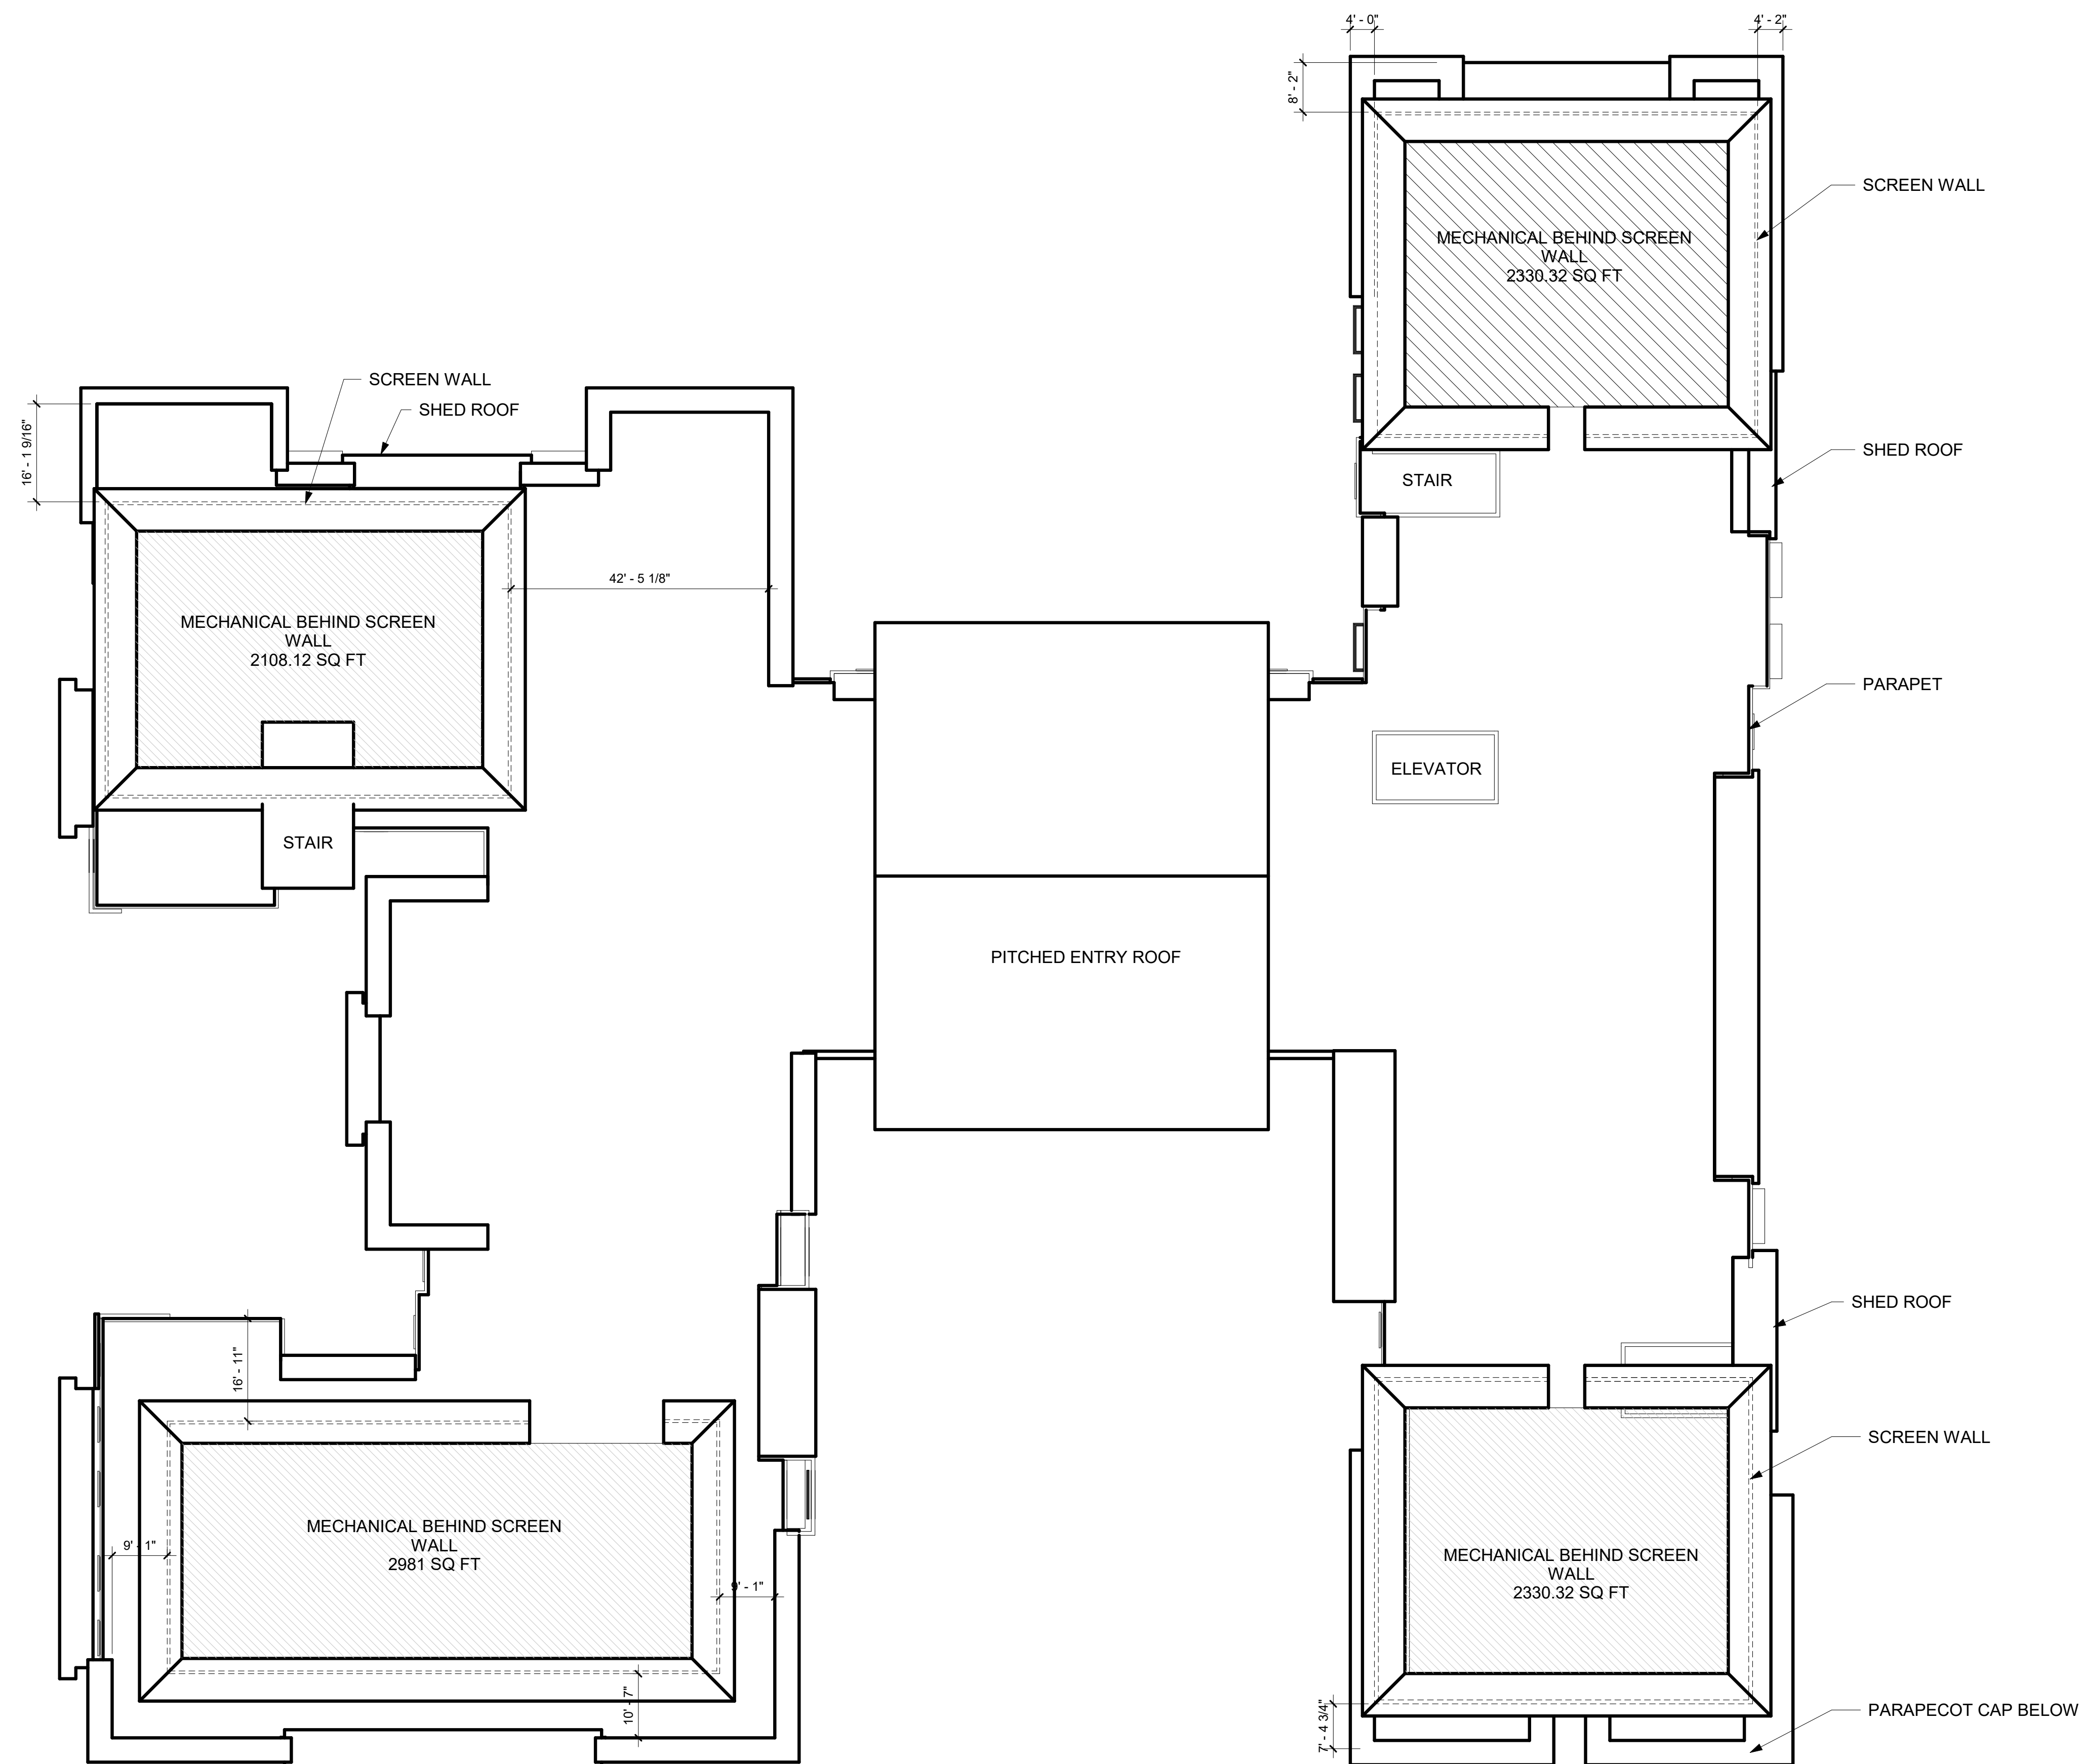 4' - 0"
4' - 2"
8' - 2"
SCREEN WALL
MECHANICAL BEHIND SCREEN
WALL
2330.32 SQ FT
SCREEN WALL
SHED ROOF
16' - 1 9/16"
SHED ROOF
STAIR
42' - 5 1/8"
MECHANICAL BEHIND SCREEN
WALL
2108.12 SQ FT
PARAPET
ELEVATOR
STAIR
PITCHED ENTRY ROOF
SHED ROOF
16' - 11"
SCREEN WALL
MECHANICAL BEHIND SCREEN
WALL
2981 SQ FT
9' - 1"
9' - 1"
MECHANICAL BEHIND SCREEN
WALL
2330.32 SQ FT
10' - 7"
7' - 4 3/4"
PARAPECOT CAP BELOW